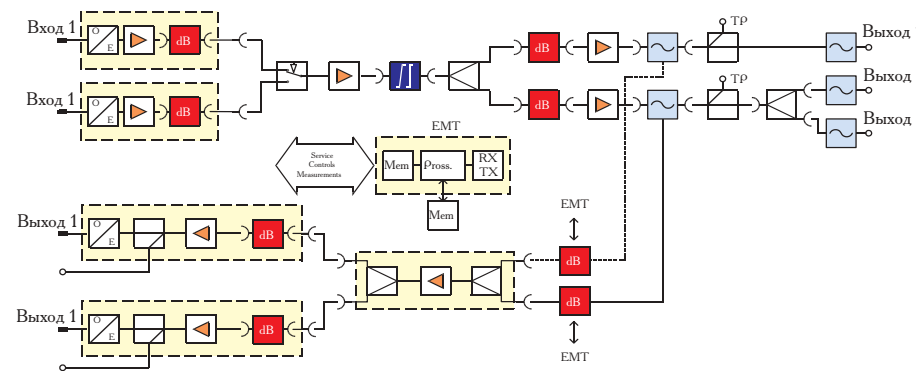 Вход 1
O
E
dB
Вход 1
O
E
dB
dB
TP
Выход
dB
TP
Выход
Выход
EMT
Service
Controls
Measurements
Mem
Pross.
RX
TX
Mem
Выход 1
O
E
dB
EMT
dB
dB
EMT
Выход 1
O
E
dB